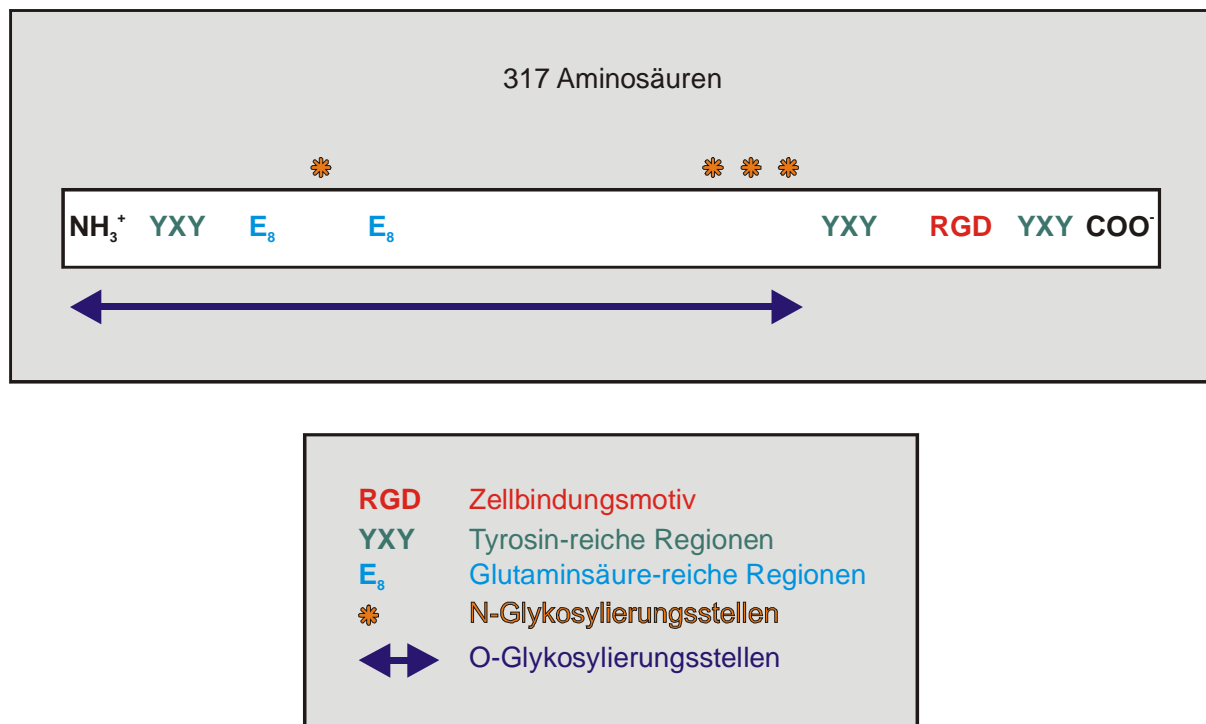 317 Aminosäuren
NH₃⁺ YXY E₈ E₈ YXY RGD YXY COO⁻
RGD Zellbindungsmotiv
YXY Tyrosin-reiche Regionen
E₈ Glutaminsäure-reiche Regionen
N-Glykosylierungsstellen
O-Glykosylierungsstellen